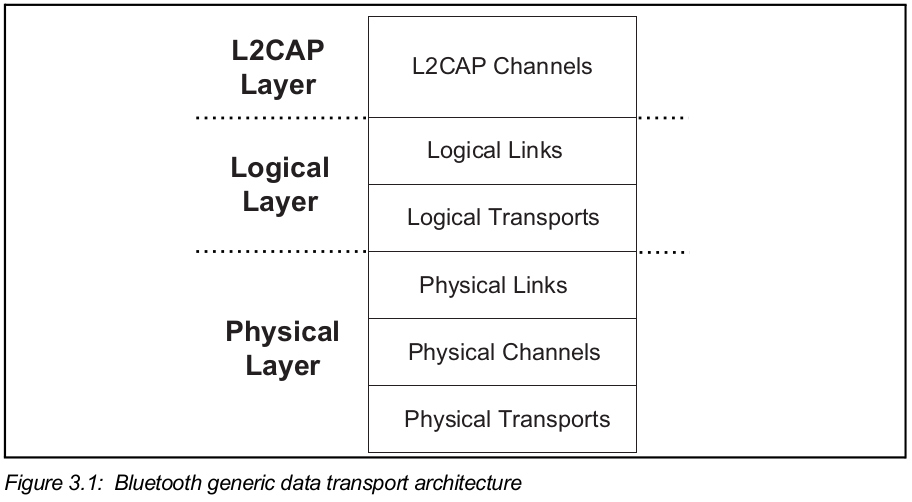 L2CAP
Layer
L2CAP Channels
Logical
Layer
Logical Links
Logical Transports
Physical
Layer
Physical Links
Physical Channels
Physical Transports
Figure 3.1: Bluetooth generic data transport architecture